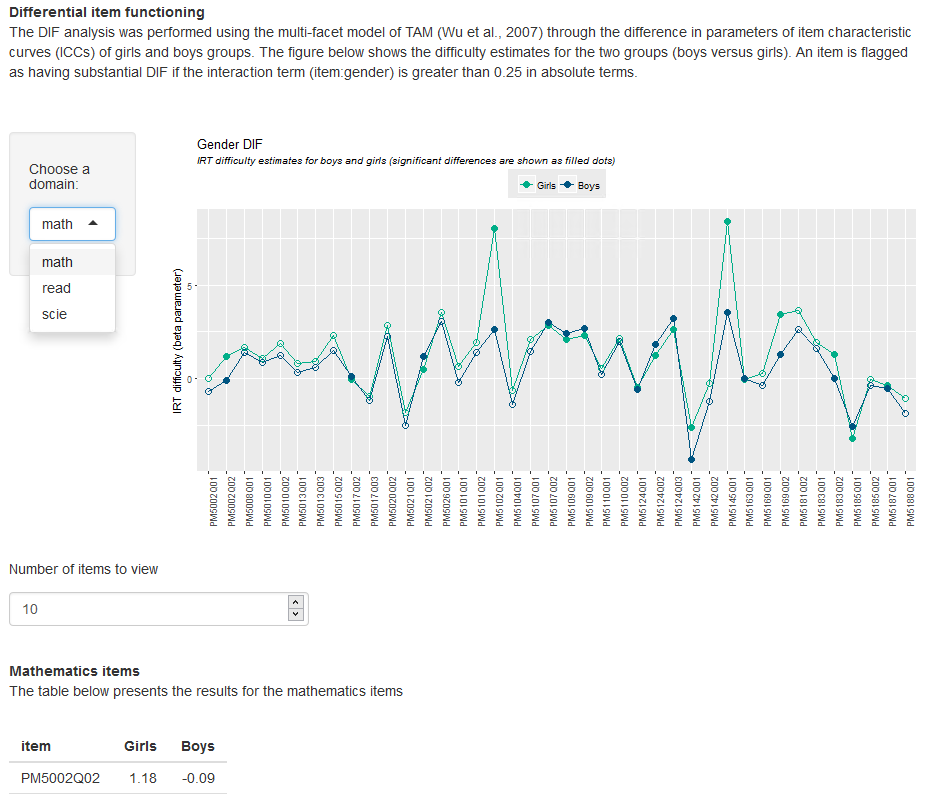 Differential item functioning
The DIF analysis was performed using the multi-facet model of TAM (Wu et al., 2007) through the difference in parameters of item characteristic
curves (ICCs) of girls and boys groups. The figure below shows the difficulty estimates for the two groups (boys versus girls). An item is flagged
as having substantial DIF if the interaction term (item:gender) is greater than 0.25 in absolute terms.
Choose a
domain:
math
math
read
scie
Gender DIF
IRT difficulty estimates for boys and girls (significant differences are shown as filled dots)
Girls Boys
IRT difficulty (beta parameter)
5
0
PM5002Q01
PM5002Q02
PM5008Q01
PM5010Q01
PM5010Q02
PM5013Q01
PM5013Q03
PM5015Q02
PM5017Q02
PM5017Q03
PM5020Q02
PM5021Q01
PM5021Q02
PM5026Q01
PM5101Q01
PM5101Q02
PM5102Q01
PM5104Q01
PM5107Q01
PM5107Q02
PM5109Q01
PM5109Q02
PM5110Q01
PM5110Q02
PM5124Q01
PM5124Q02
PM5124Q03
PM5142Q01
PM5142Q02
PM5145Q01
PM5163Q01
PM5169Q01
PM5169Q02
PM5181Q02
PM5183Q01
PM5183Q02
PM5185Q01
PM5185Q02
PM5187Q01
PM5188Q01
Number of items to view
10
Mathematics items
The table below presents the results for the mathematics items
item Girls Boys
PM5002Q02 1.18 -0.09